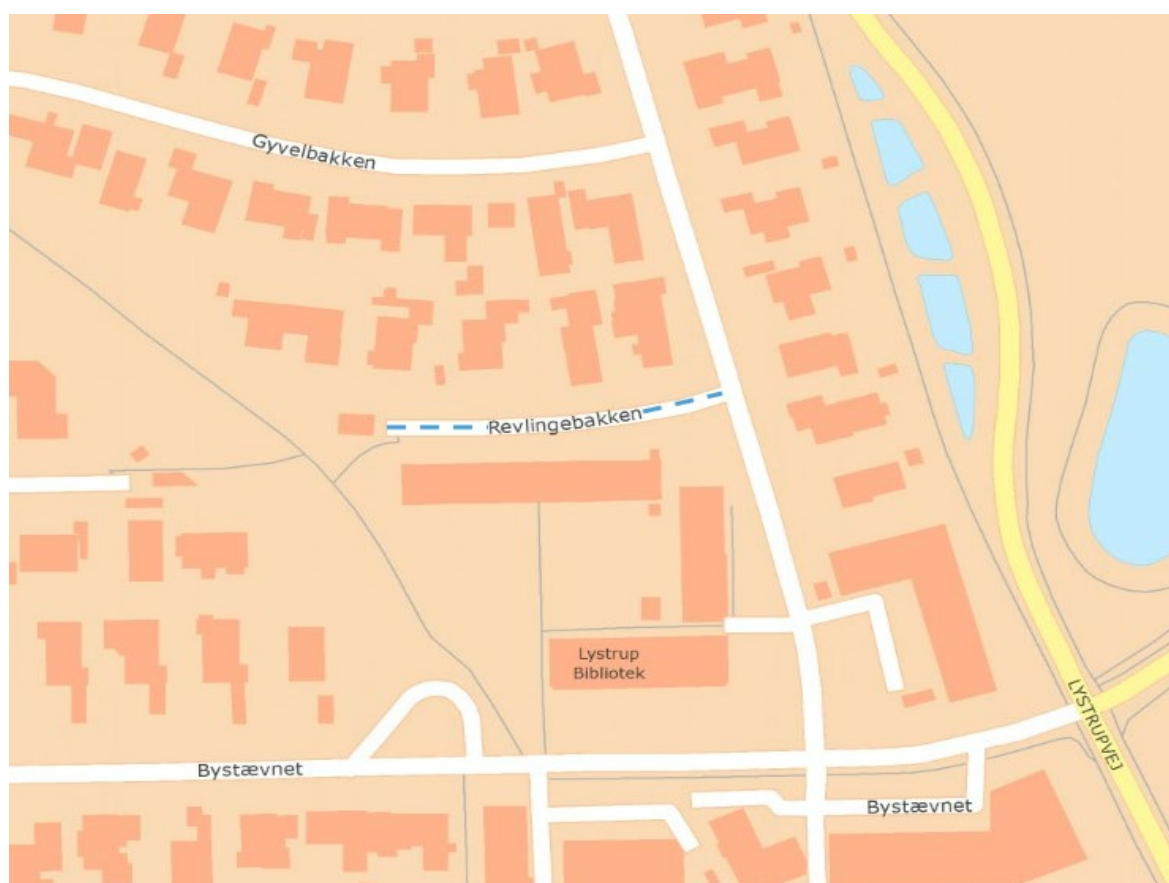 Gyvelbakken
Revlingebakken
Lystrup
Bibliotek
LYSTRUPVEJ
Bystævnet
Bystævnet